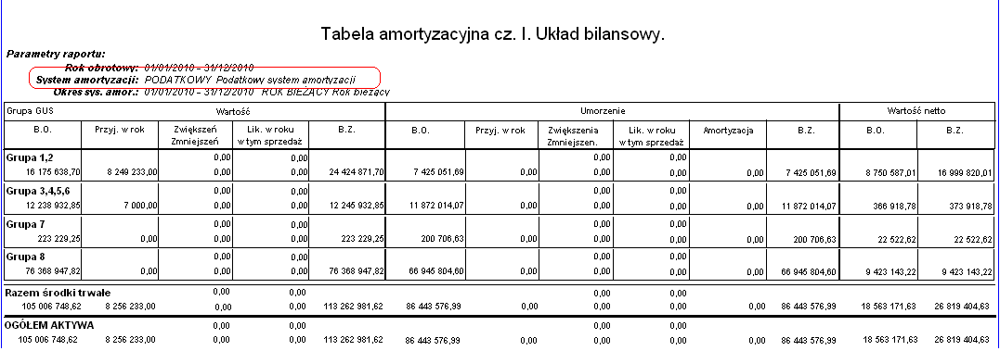 Tabela amortyzacyjna cz. I. Układ bilansowy.
Parametry raportu:
Rok obrotowy: 01/01/2010 - 31/12/2010
System amortyzacji: PODATKOWY Podatkowy system amortyzacji
Okres sys. amor.: 01/01/2010 - 31/12/2010 ROK BIEŻĄCY Rok bieżący
Grupa GUS Wartość Umorzenie Wartość netto
B.O. Przyj. w rok Zwiększeń Lik. w roku B.Z. B.O. Przyj. w rok Zwiększenia Lik. w roku Amortyzacja B.Z. B.O. B.Z.
Zmniejszeń w tym sprzedaż Zmniejszen. w tym sprzedaż
Grupa 1,2 0,00 0,00 0,00 0,00
16 175 638,70 8 249 233,00 0,00 0,00 24 424 871,70 7 425 051,69 0,00 0,00 0,00 0,00 7 425 051,69 8 750 587,01 16 999 820,01
Grupa 3,4,5,6 0,00 0,00 0,00 0,00
12 238 932,85 7 000,00 0,00 0,00 12 245 932,85 11 872 014,07 0,00 0,00 0,00 0,00 11 872 014,07 366 918,78 373 918,78
Grupa 7 0,00 0,00 0,00 0,00
223 229,25 0,00 0,00 0,00 223 229,25 200 706,63 0,00 0,00 0,00 0,00 200 706,63 22 522,62 22 522,62
Grupa 8 0,00 0,00 0,00 0,00
76 368 947,82 0,00 0,00 0,00 76 368 947,82 66 945 804,60 0,00 0,00 0,00 0,00 66 945 804,60 9 423 143,22 9 423 143,22
Razem środki trwałe 0,00 0,00 0,00 0,00
105 006 748,62 8 256 233,00 0,00 0,00 113 262 981,62 86 443 576,99 0,00 0,00 0,00 0,00 86 443 576,99 18 563 171,63 26 819 404,63
OGÓŁEM AKTYWA 0,00 0,00 0,00 0,00
105 006 748,62 8 256 233,00 0,00 0,00 113 262 981,62 86 443 576,99 0,00 0,00 0,00 0,00 86 443 576,99 18 563 171,63 26 819 404,63